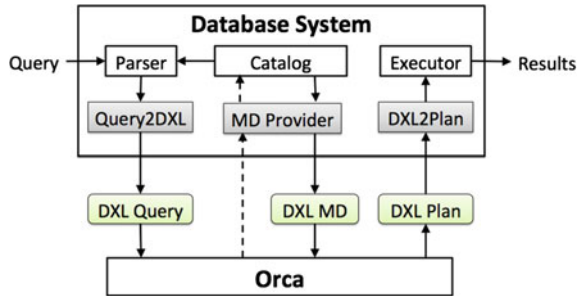 Database System
Query Parser Catalog Executor Results
Query2DXL MD Provider DXL2Plan
DXL Query DXL MD DXL Plan
Orca